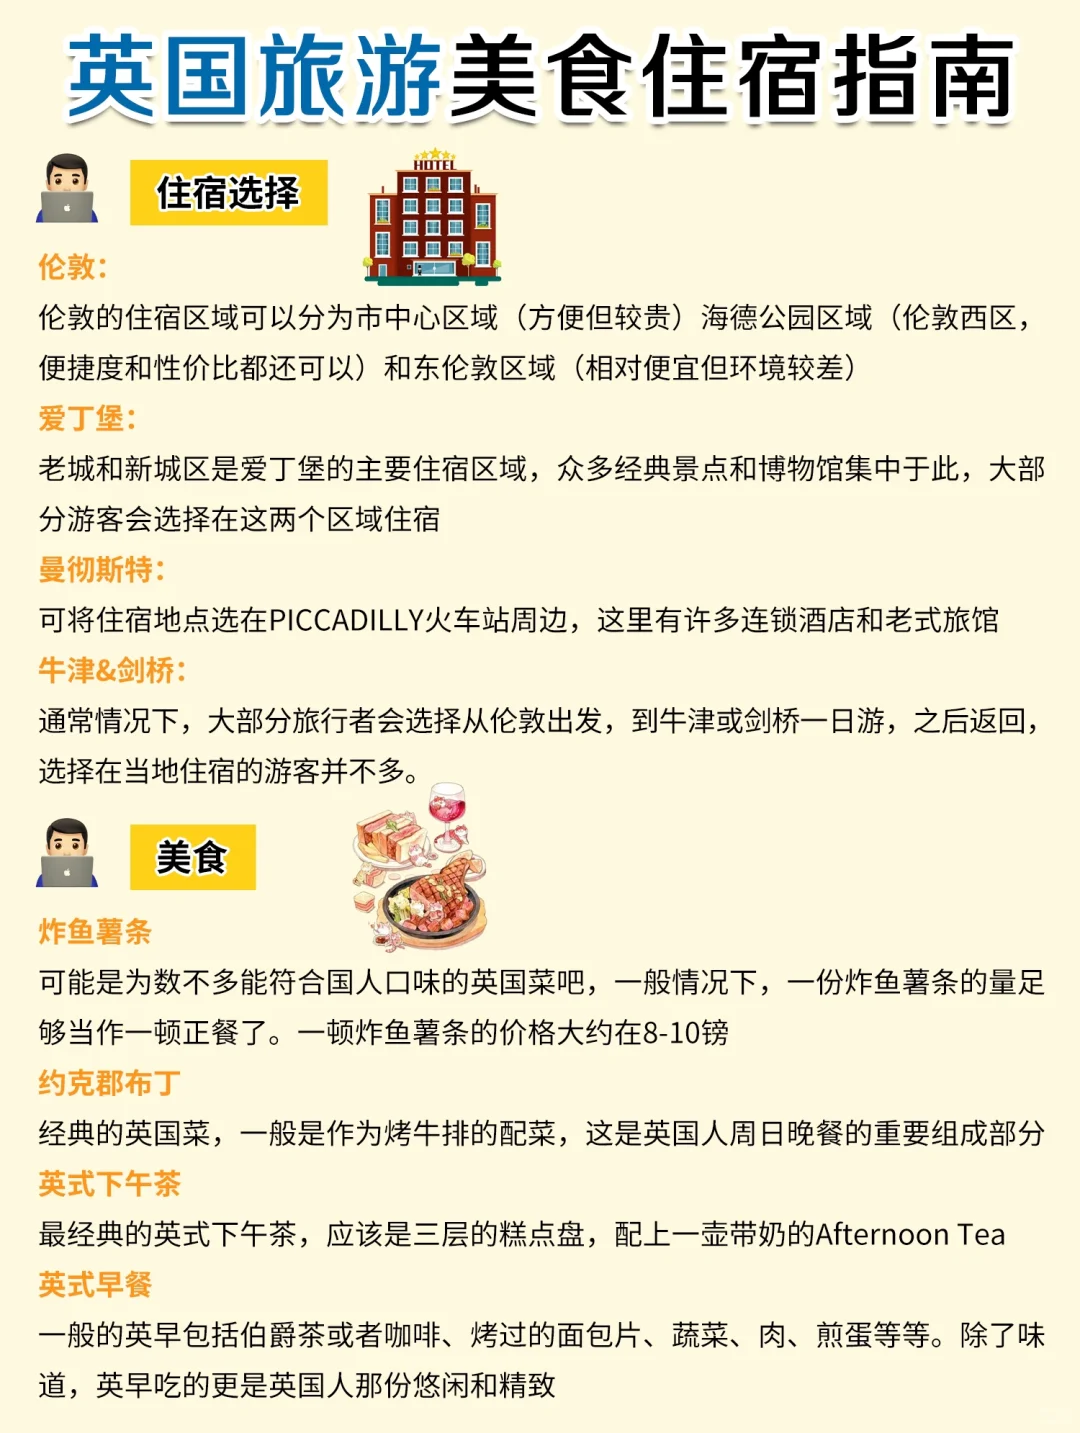 英国旅游美食住宿指南
住宿选择
HOTEL
伦敦：
伦敦的住宿区域可以分为市中心区域（方便但较贵）海德公园区域（伦敦西区，
便捷度和性价比都还可以）和东伦敦区域（相对便宜但环境较差）
爱丁堡：
老城和新城区是爱丁堡的主要住宿区域，众多经典景点和博物馆集中于此，大部
分游客会选择在这两个区域住宿
曼彻斯特：
可将住宿地点选在PICCADILLY火车站周边，这里有许多连锁酒店和老式旅馆
牛津&剑桥：
通常情况下，大部分旅行者会选择从伦敦出发，到牛津或剑桥一日游，之后返回，
选择在当地住宿的游客并不多。
美食
炸鱼薯条
可能是为数不多能符合国人口味的英国菜吧，一般情况下，一份炸鱼薯条的量足
够当作一顿正餐了。一顿炸鱼薯条的价格大约在8-10镑
约克郡布丁
经典的英国菜，一般是作为烤牛排的配菜，这是英国人周日晚餐的重要组成部分
英式下午茶
最经典的英式下午茶，应该是三层的糕点盘，配上一壶带奶的Afternoon Tea
英式早餐
一般的英早包括伯爵茶或者咖啡、烤过的面包片、蔬菜、肉、煎蛋等等。除了味
道，英早吃的更是英国人那份悠闲和精致